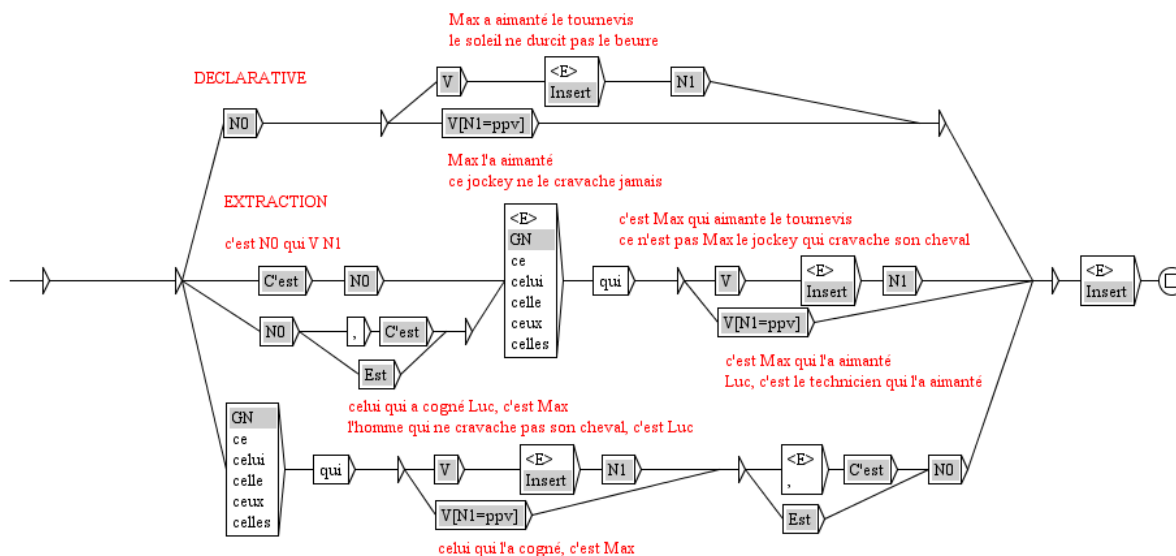 Max a aimanté le tournevis
le soleil ne durcit pas le beurre
DECLARATIVE
V
<E>
Insert
N1
N0
V[N1=ppv]
Max l'a aimanté
ce jockey ne le cravache jamais
EXTRACTION
c'est N0 qui V N1
<E>
GN
ce
celui
celle
ceux
celles
c'est Max qui aimante le tournevis
ce n'est pas Max le jockey qui cravache son cheval
C'est
N0
qui
V
<E>
Insert
N1
<E>
Insert
N0
,
C'est
Est
V[N1=ppv]
c'est Max qui l'a aimanté
Luc, c'est le technicien qui l'a aimanté
celui qui a cogné Luc, c'est Max
l'homme qui ne cravache pas son cheval, c'est Luc
GN
ce
celui
celle
ceux
celles
qui
V
<E>
Insert
N1
V[N1=ppv]
<E>
,
C'est
N0
Est
celui qui l'a cogné, c'est Max